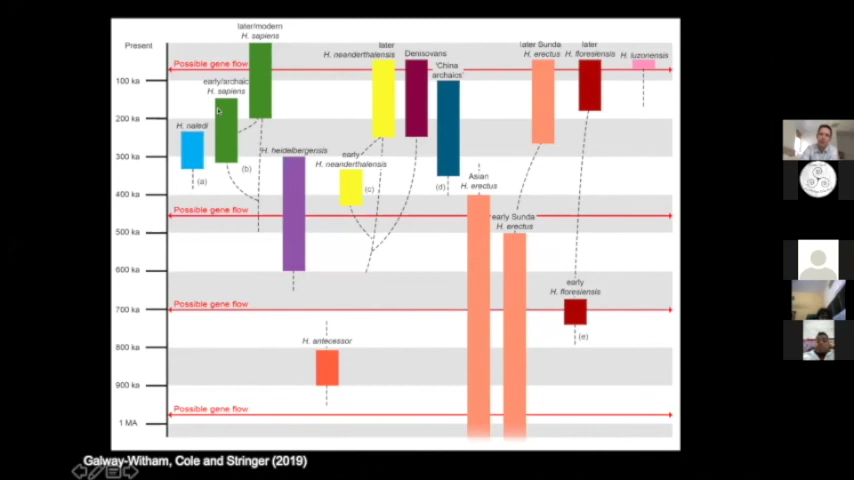 later/modern
H. sapiens
Present
later
H. neanderthalensis
Denisovans
later Sunda
H. erectus
later
H. floresiensis
H. luzonensis
Possible gene flow
'China
archaics'
100 ka
early/archaic
H. sapiens
200 ka
H. naledi
300 ka
H. heidelbergensis
early
H. neanderthalensis
(a)
(b)
(c)
(d)
Asian
H. erectus
400 ka
Possible gene flow
early Sunda
H. erectus
500 ka
600 ka
early
H. floresiensis
700 ka
Possible gene flow
(e)
800 ka
H. antecessor
900 ka
Possible gene flow
1 MA
Galway-Witham, Cole and Stringer (2019)